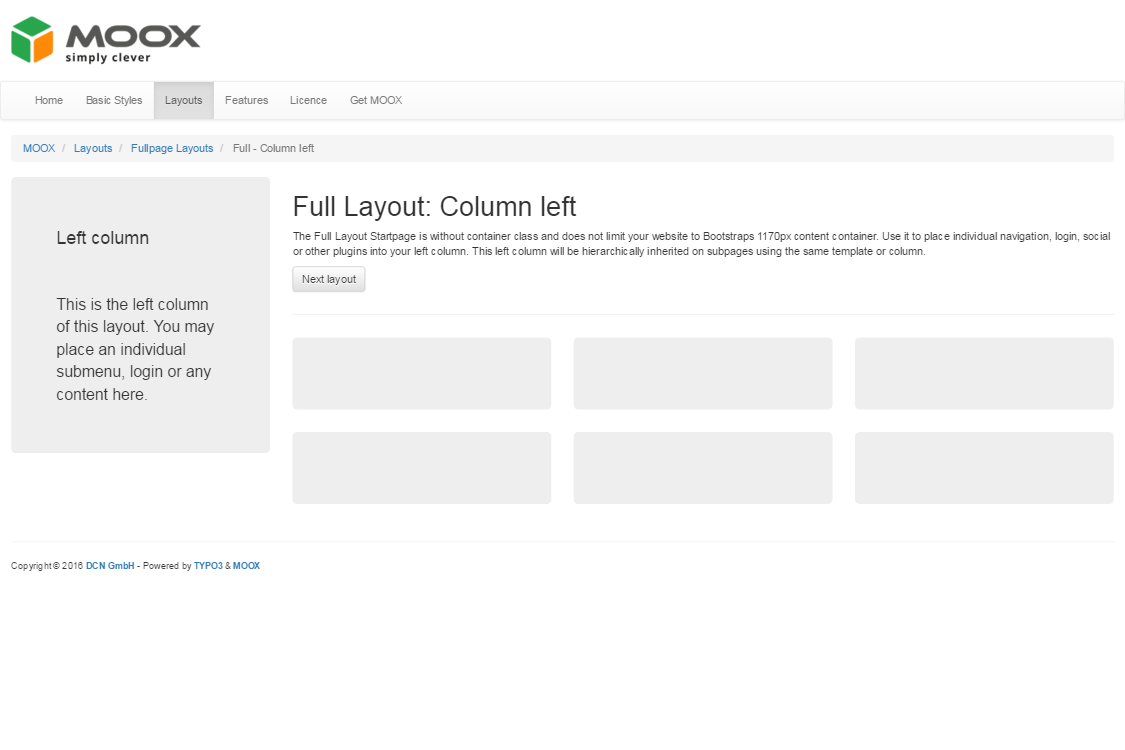 MOOX
simply clever
Home Basic Styles Layouts Features Licence Get MOOX
MOOX / Layouts / Fullpage Layouts / Full - Column left
Left column
This is the left column
of this layout. You may
place an individual
submenu, login or any
content here.
Full Layout: Column left
The Full Layout Startpage is without container class and does not limit your website to Bootstraps 1170px content container. Use it to place individual navigation, login, social
or other plugins into your left column. This left column will be hierarchically inherited on subpages using the same template or column.
Next layout
Copyright © 2016 DCN GmbH - Powered by TYPO3 & MOOX